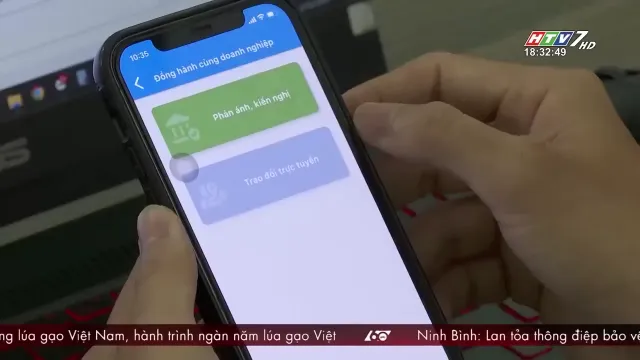 HTV7 HD
18:32:49
10:35
Đồng hành cùng doanh nghiệp
Phản ánh, kiến nghị
Trao đổi trực tuyến
ng lúa gạo Việt Nam, hành trình ngàn năm lúa gạo Việt
60
Ninh Bình: Lan tỏa thông điệp bảo vệ